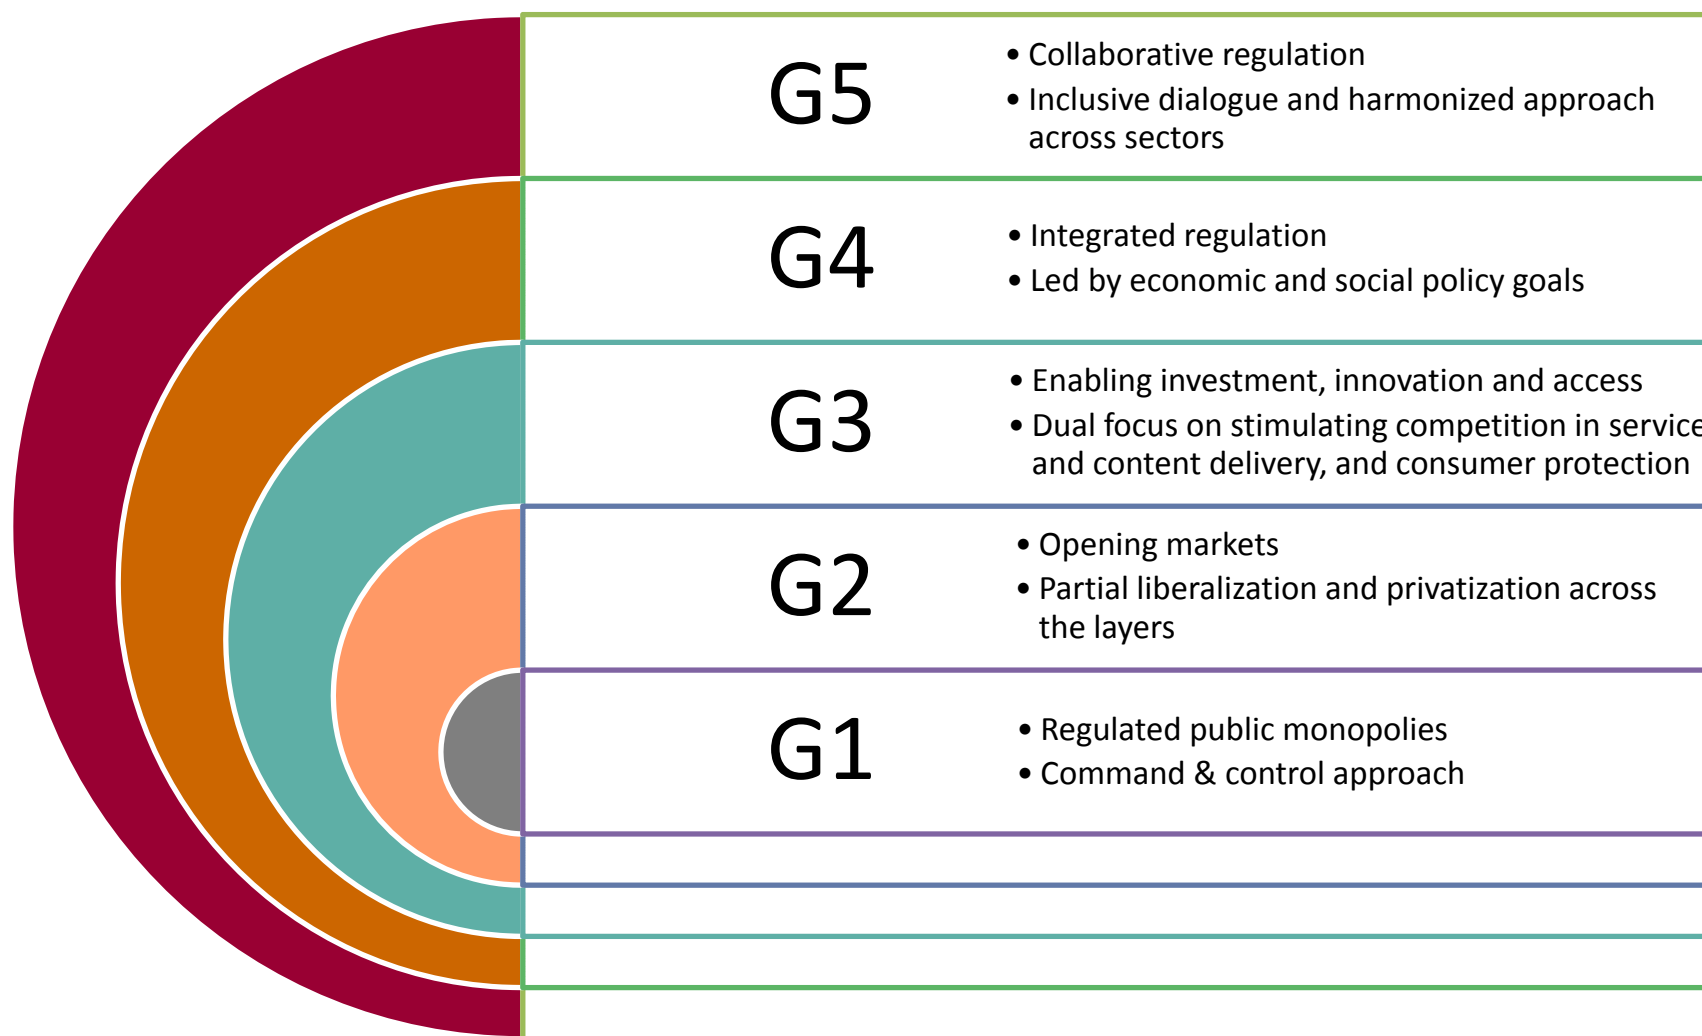 G5
• Collaborative regulation
• Inclusive dialogue and harmonized approach
across sectors
G4
• Integrated regulation
• Led by economic and social policy goals
G3
• Enabling investment, innovation and access
• Dual focus on stimulating competition in service
and content delivery, and consumer protection
G2
• Opening markets
• Partial liberalization and privatization across
the layers
G1
• Regulated public monopolies
• Command & control approach